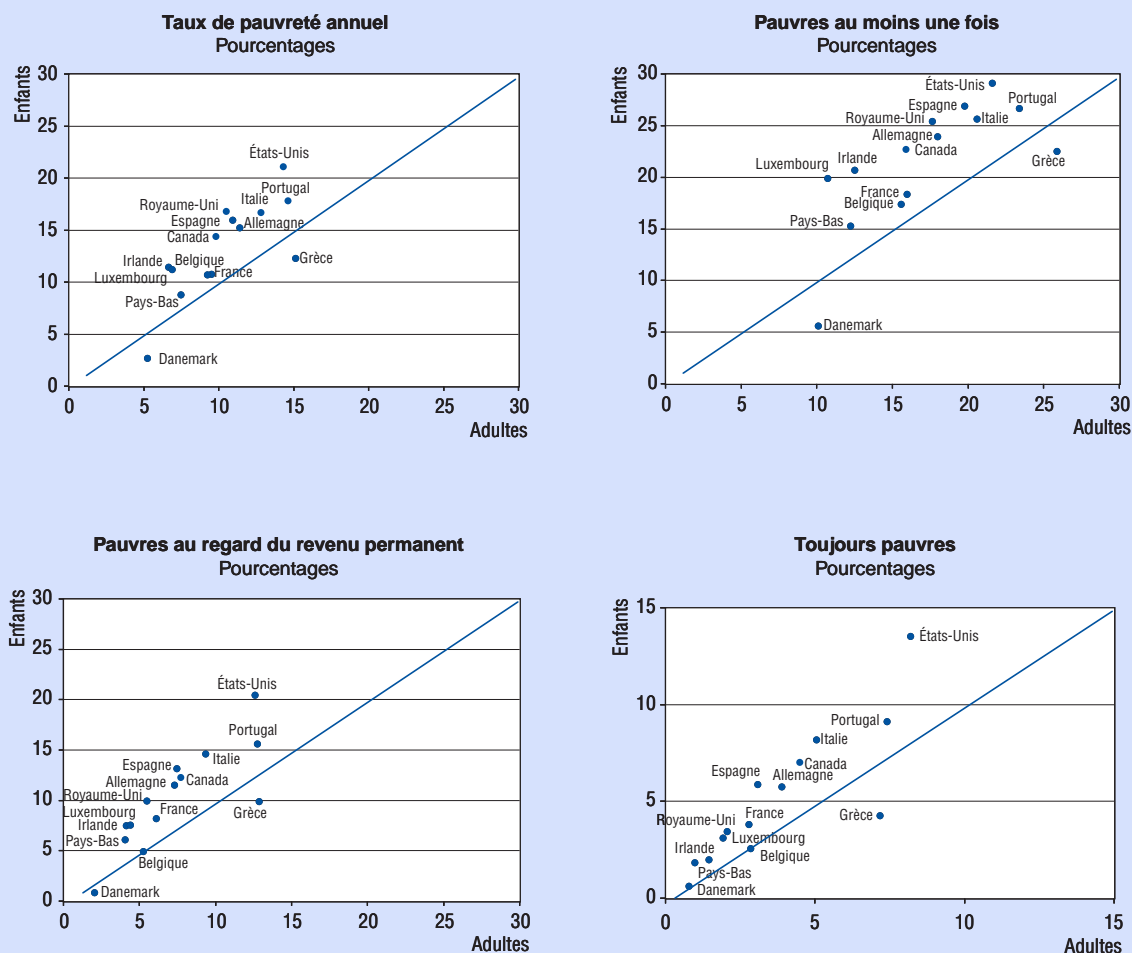 Taux de pauvreté annuel
Pourcentages
Enfants
30
25
20
15
10
5
0
États-Unis
Portugal
Italie
Royaume-Uni
Espagne
Allemagne
Canada
Grèce
Irlande
Belgique
France
Luxembourg
Pays-Bas
Danemark
0 5 10 15 20 25 30
Adultes
Pauvres au moins une fois
Pourcentages
Enfants
30
25
20
15
10
5
0
États-Unis
Portugal
Espagne
Royaume-Uni
Italie
Allemagne
Canada
Irlande
Luxembourg
Grèce
France
Belgique
Pays-Bas
Danemark
0 5 10 15 20 25 30
Adultes
Pauvres au regard du revenu permanent
Pourcentages
Enfants
30
25
20
15
10
5
0
États-Unis
Portugal
Italie
Espagne
Allemagne
Canada
Royaume-Uni
France
Luxembourg
Grèce
Irlande
Pays-Bas
Belgique
Danemark
0 5 10 15 20 25 30
Adultes
Toujours pauvres
Pourcentages
Enfants
15
10
5
0
États-Unis
Portugal
Italie
Canada
Espagne
Allemagne
France
Grèce
Royaume-Uni
Luxembourg
Irlande
Belgique
Pays-Bas
Danemark
0 5 10 15
Adultes